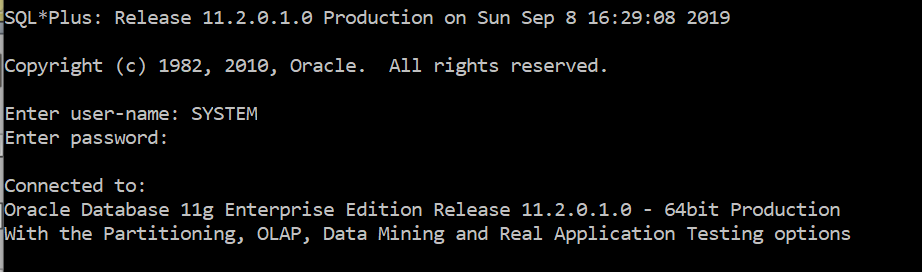 SQL*Plus: Release 11.2.0.1.0 Production on Sun Sep 8 16:29:08 2019
Copyright (c) 1982, 2010, Oracle.  All rights reserved.
Enter user-name: SYSTEM
Enter password:
Connected to:
Oracle Database 11g Enterprise Edition Release 11.2.0.1.0 - 64bit Production
With the Partitioning, OLAP, Data Mining and Real Application Testing options